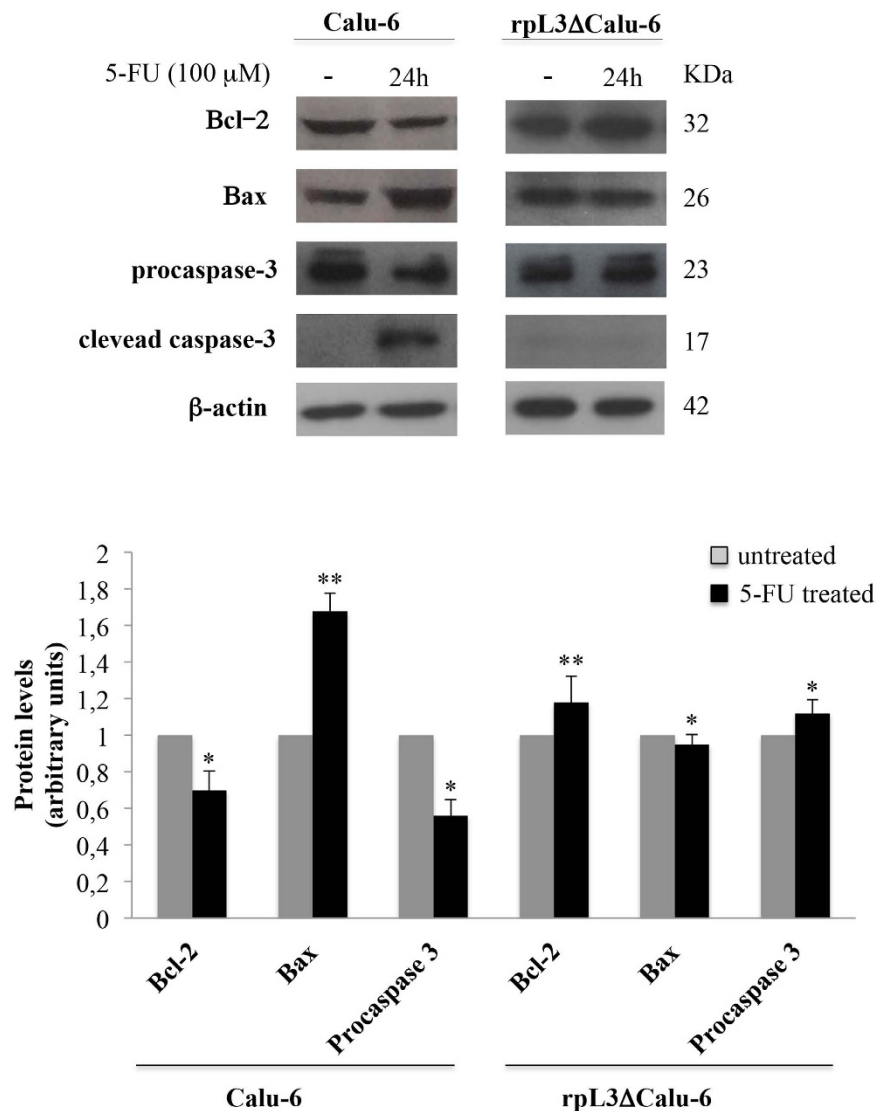 Calu-6 rpL3ΔCalu-6
5-FU (100 μM) - 24h - 24h KDa
Bcl-2 32
Bax 26
procaspase-3 23
clevead caspase-3 17
β-actin 42
untreated
5-FU treated
Protein levels
(arbitrary units)
2
1,8
1,6
1,4
1,2
1
0,8
0,6
0,4
0,2
0
* ** * ** * *
Bcl-2 Bax Procaspase 3 Bcl-2 Bax Procaspase 3
Calu-6 rpL3ΔCalu-6